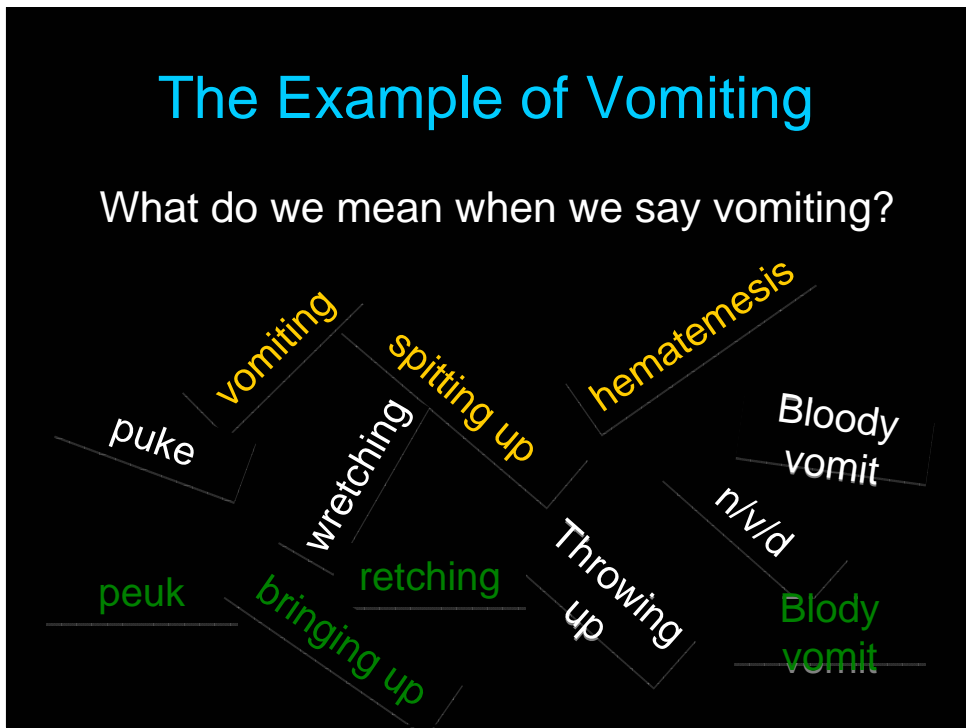 The Example of Vomiting
What do we mean when we say vomiting?
vomiting
spitting up
hematemesis
puke
wretching
Bloody
vomit
n/v/d
peuk
bringing up
retching
Throwing
up
Blody
vomit